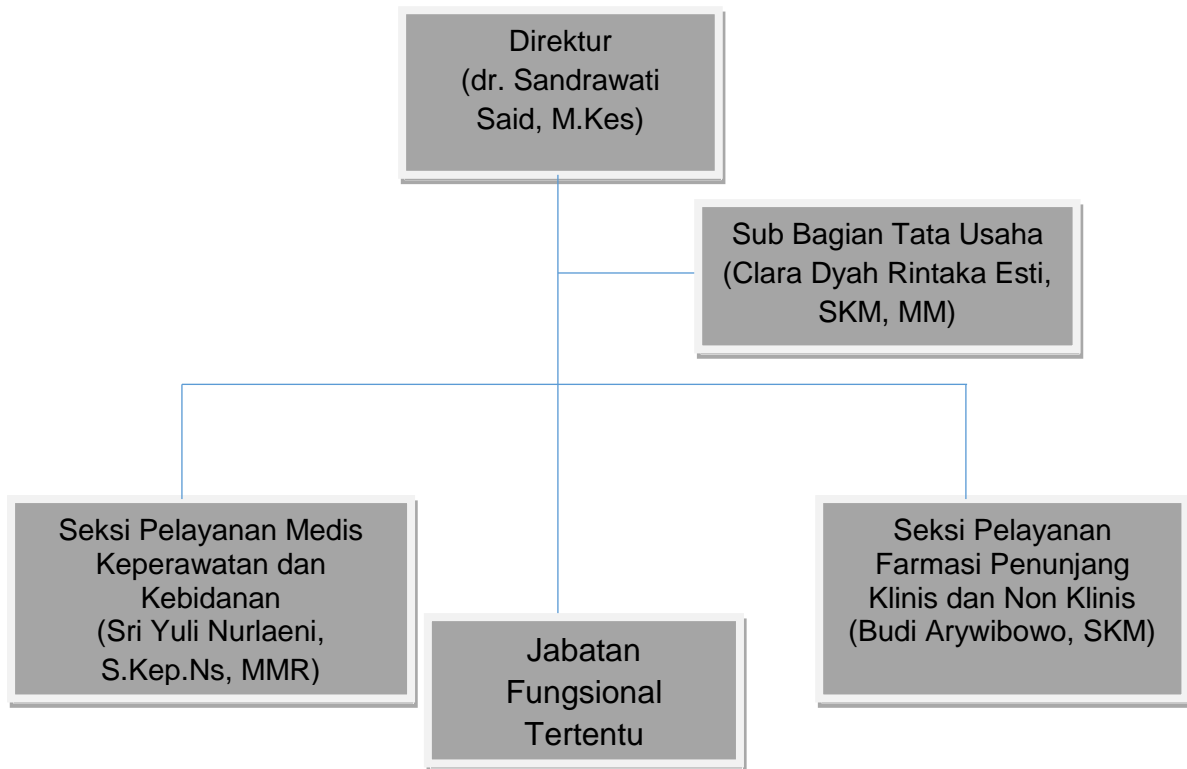 Direktur
(dr. Sandrawati
Said, M.Kes)
Sub Bagian Tata Usaha
(Clara Dyah Rintaka Esti,
SKM, MM)
Seksi Pelayanan Medis
Keperawatan dan
Kebidanan
(Sri Yuli Nurlaeni,
S.Kep.Ns, MMR)
Jabatan
Fungsional
Tertentu
Seksi Pelayanan
Farmasi Penunjang
Klinis dan Non Klinis
(Budi Arywibowo, SKM)